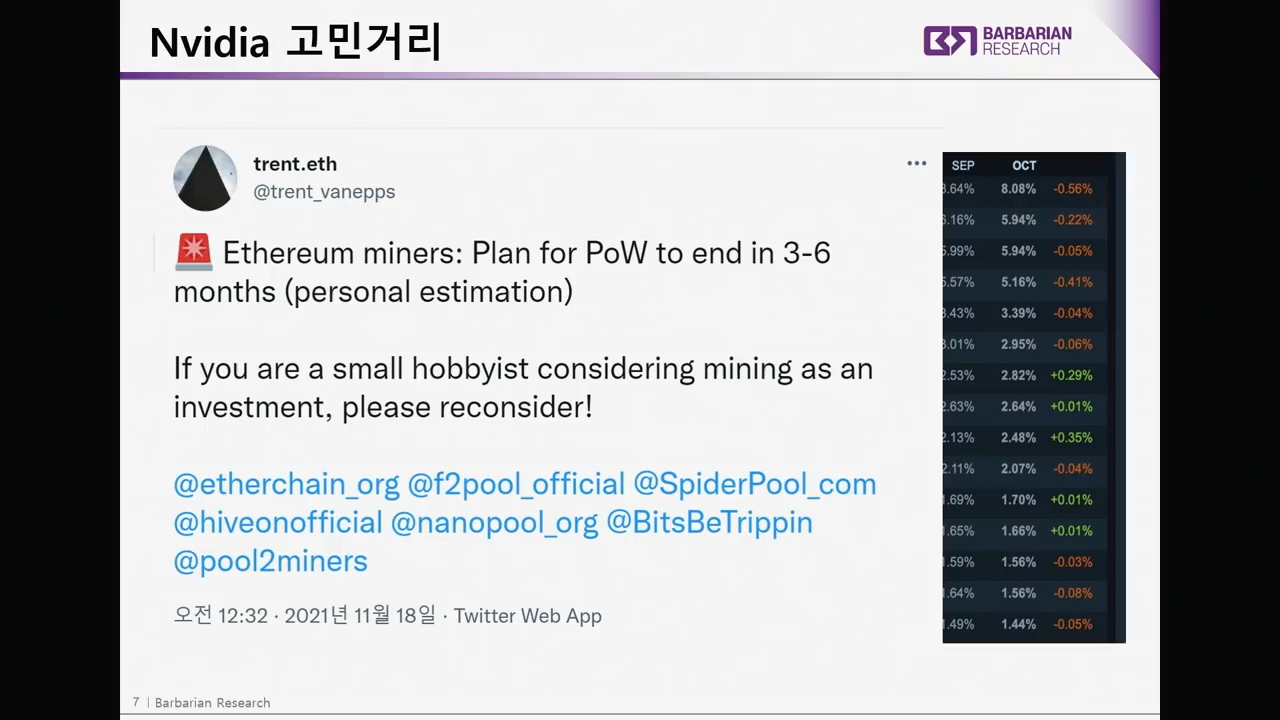 Nvidia 고민거리
BARBARIAN
RESEARCH
trent.eth
@trent_vanepps
Ethereum miners: Plan for PoW to end in 3-6
months (personal estimation)
If you are a small hobbyist considering mining as an
investment, please reconsider!
@etherchain_org @f2pool_official @SpiderPool_com
@hiveonofficial @nanopool_org @BitsBeTrippin
@pool2miners
오전 12:32 · 2021년 11월 18일 · Twitter Web App
SEP OCT
8.08% -0.56%
5.94% -0.22%
5.94% -0.05%
5.16% -0.41%
3.39% -0.04%
2.95% -0.06%
2.82% +0.29%
2.64% +0.01%
2.48% +0.35%
2.07% -0.04%
1.70% +0.01%
1.66% +0.01%
1.56% -0.03%
1.56% -0.08%
1.44% -0.05%
7 | Barbarian Research